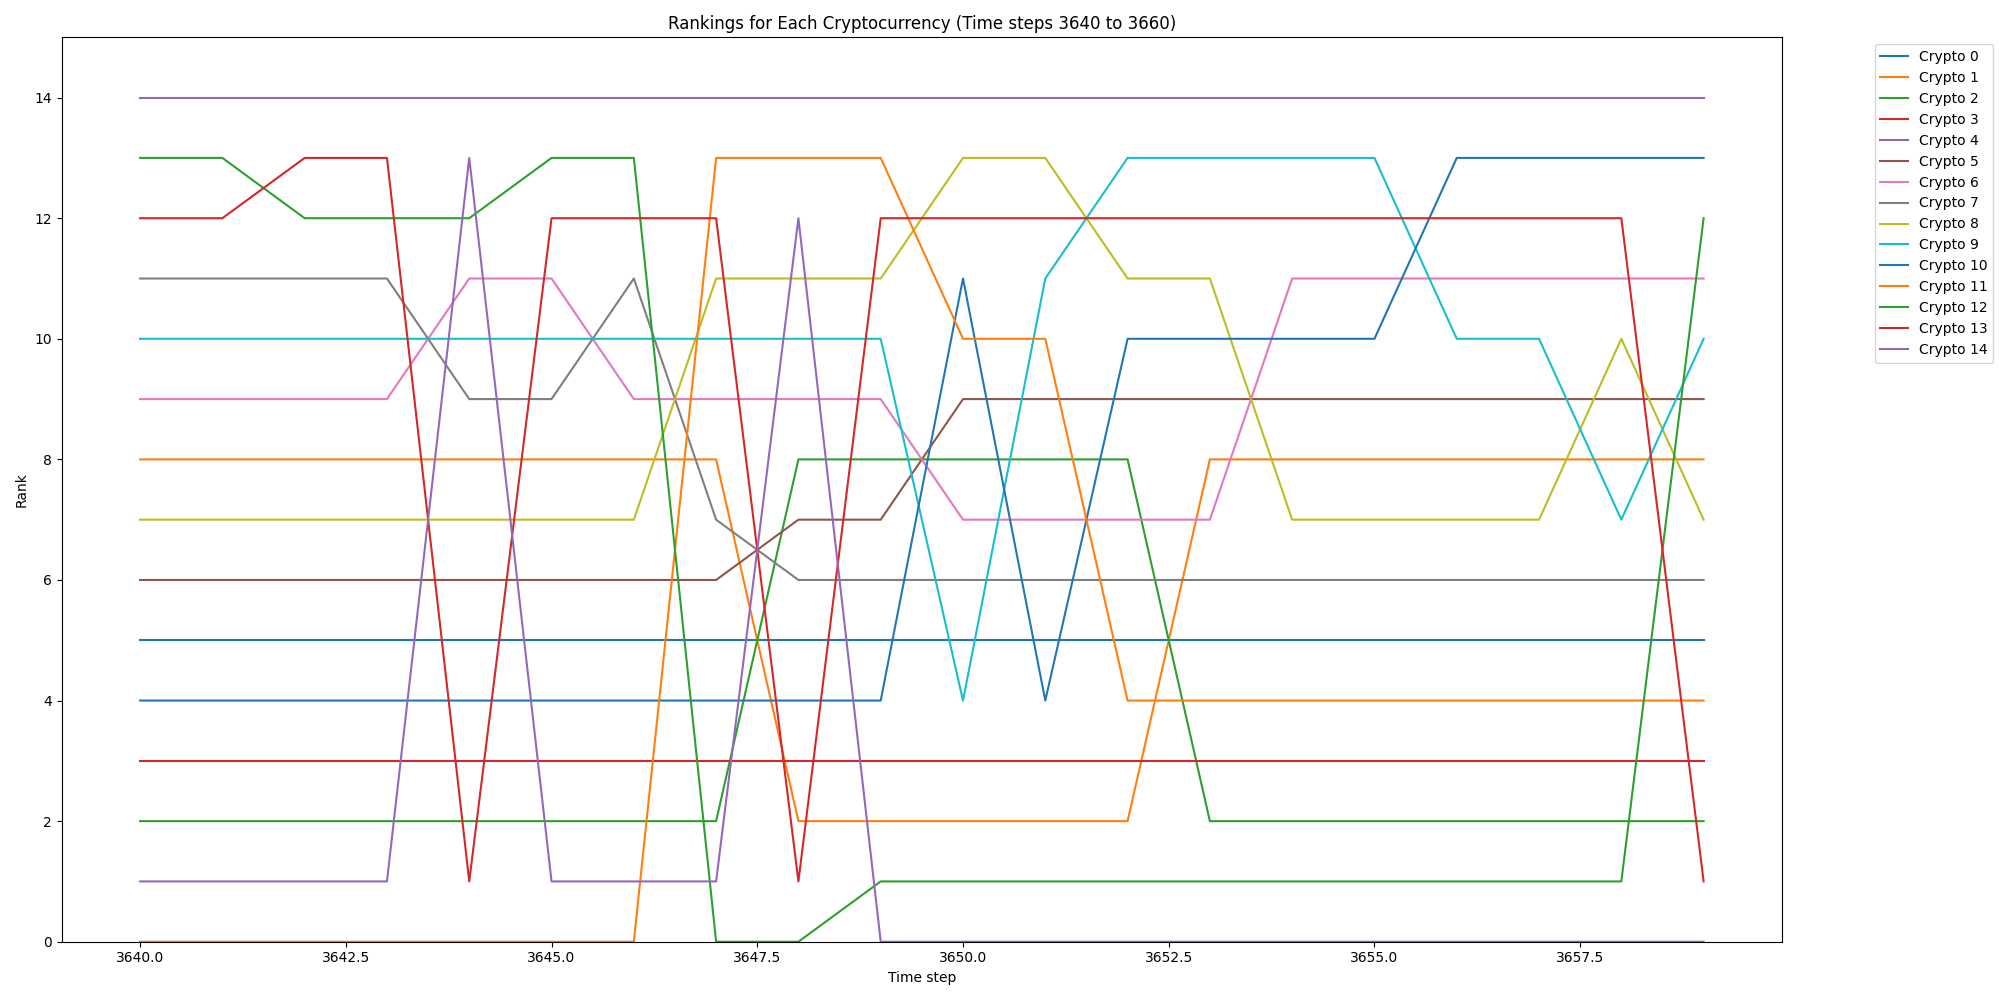 Rankings for Each Cryptocurrency (Time steps 3640 to 3660)
Rank
14
12
10
8
6
4
2
0
3640.0
3642.5
3645.0
3647.5
3650.0
3652.5
3655.0
3657.5
Time step
Crypto 0
Crypto 1
Crypto 2
Crypto 3
Crypto 4
Crypto 5
Crypto 6
Crypto 7
Crypto 8
Crypto 9
Crypto 10
Crypto 11
Crypto 12
Crypto 13
Crypto 14